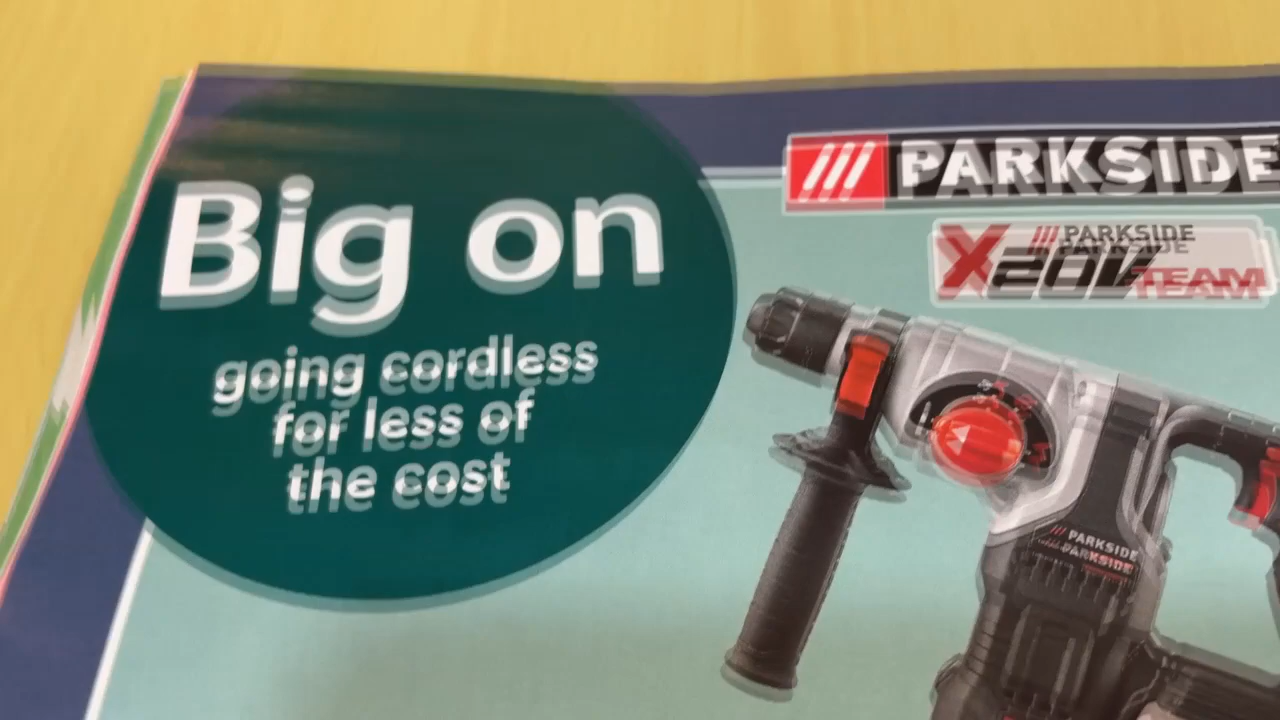 Big on
going cordless
for less of
the cost
PARKSIDE
X20V TEAM
PARKSIDE
PARKSIDE